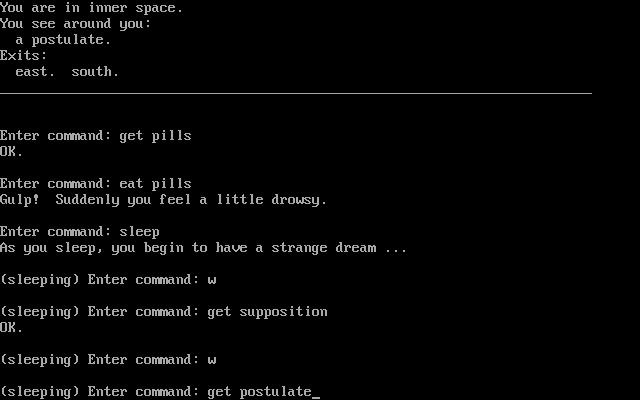 You are in inner space.
You see around you:
a postulate.
Exits:
east.  south.
Enter command: get pills
OK.
Enter command: eat pills
Gulp!  Suddenly you feel a little drowsy.
Enter command: sleep
As you sleep, you begin to have a strange dream ...
(sleeping) Enter command: w
(sleeping) Enter command: get supposition
OK.
(sleeping) Enter command: w
(sleeping) Enter command: get postulate_